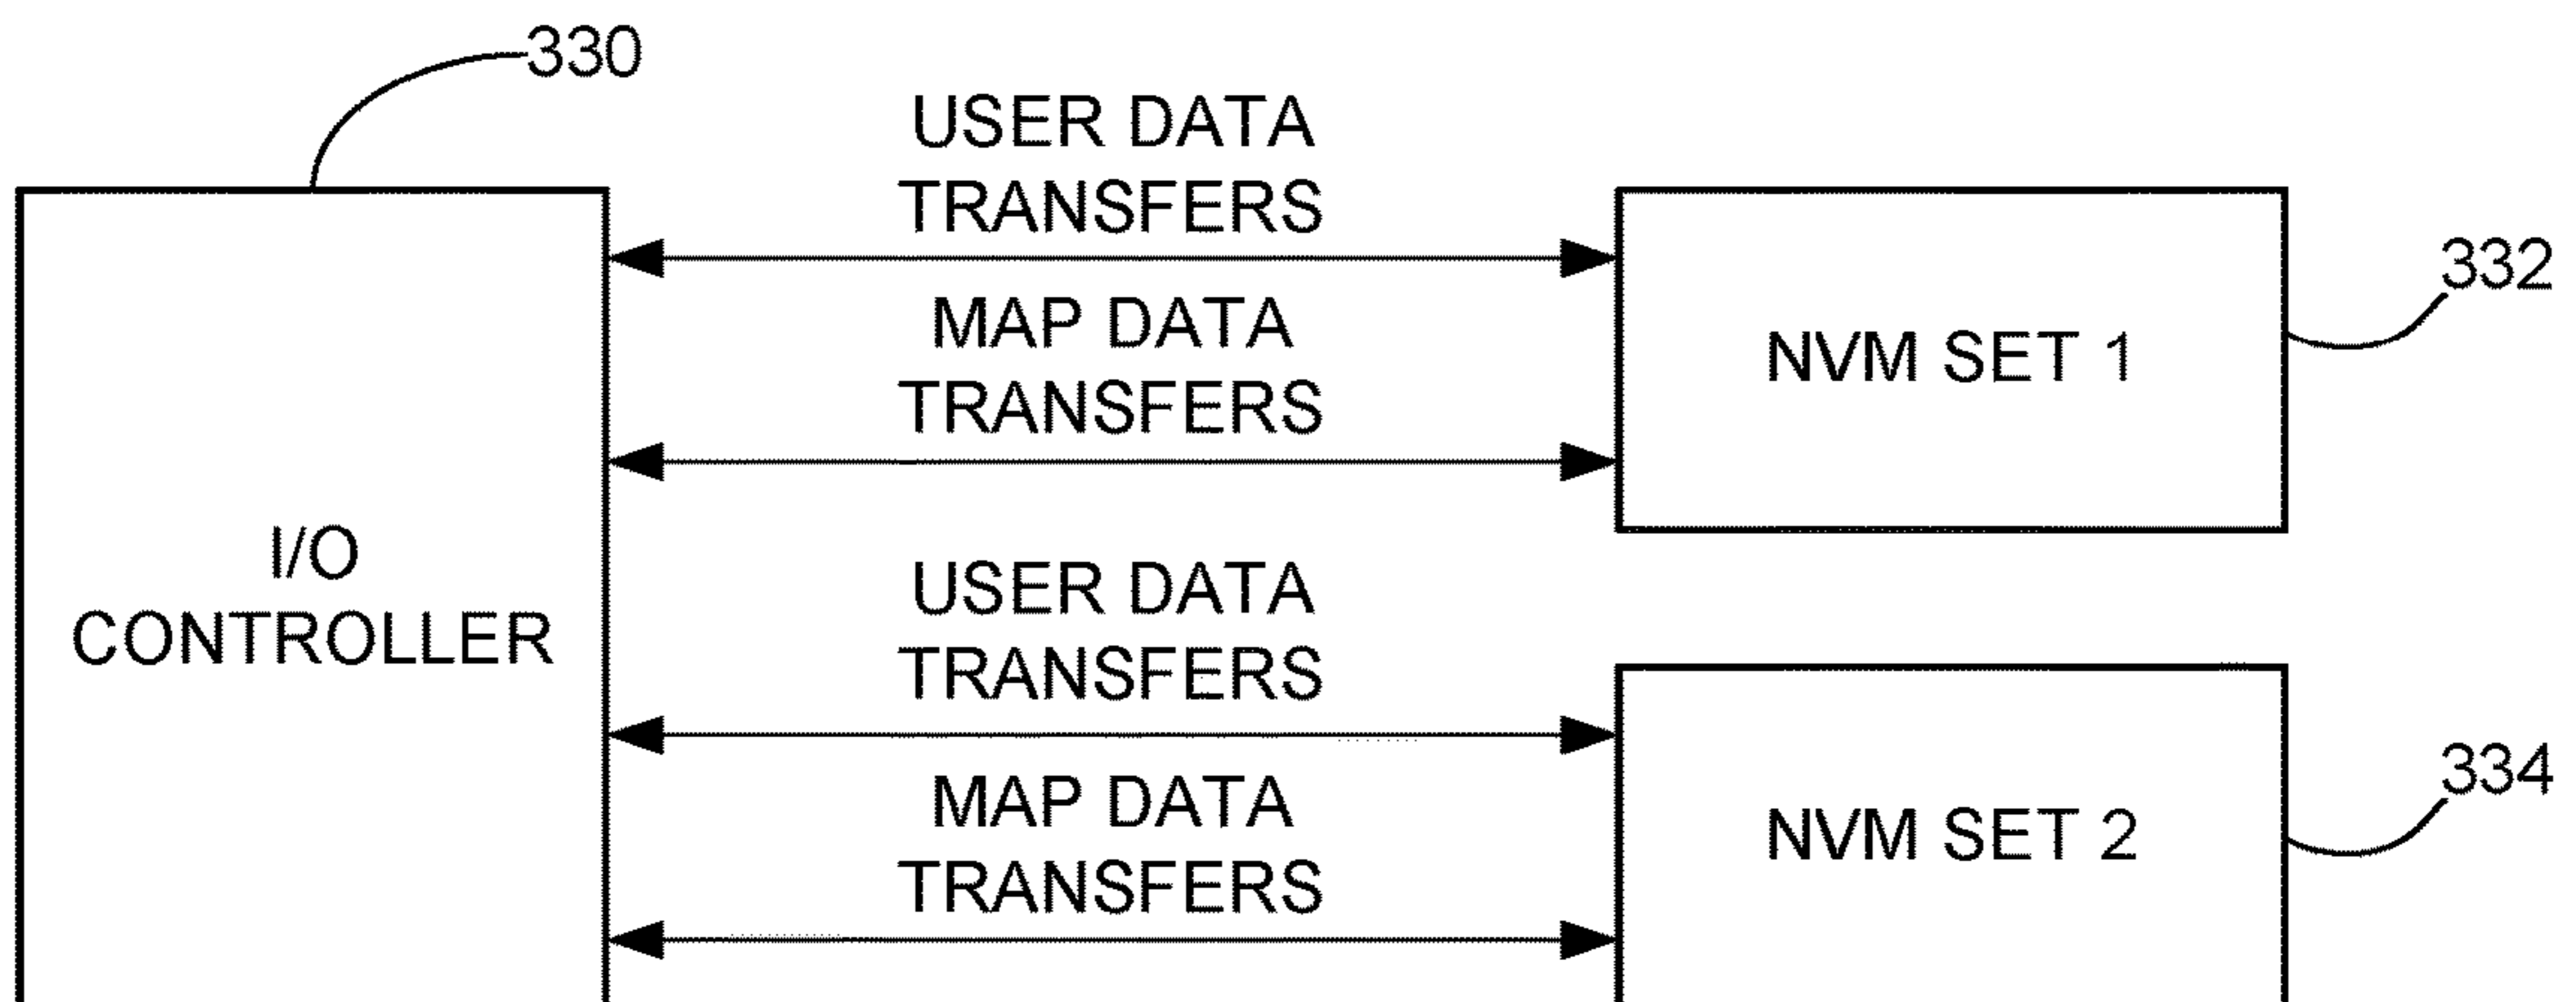 330
USER DATA
TRANSFERS
332
MAP DATA
TRANSFERS
NVM SET 1
I/O
CONTROLLER
USER DATA
TRANSFERS
334
MAP DATA
TRANSFERS
NVM SET 2